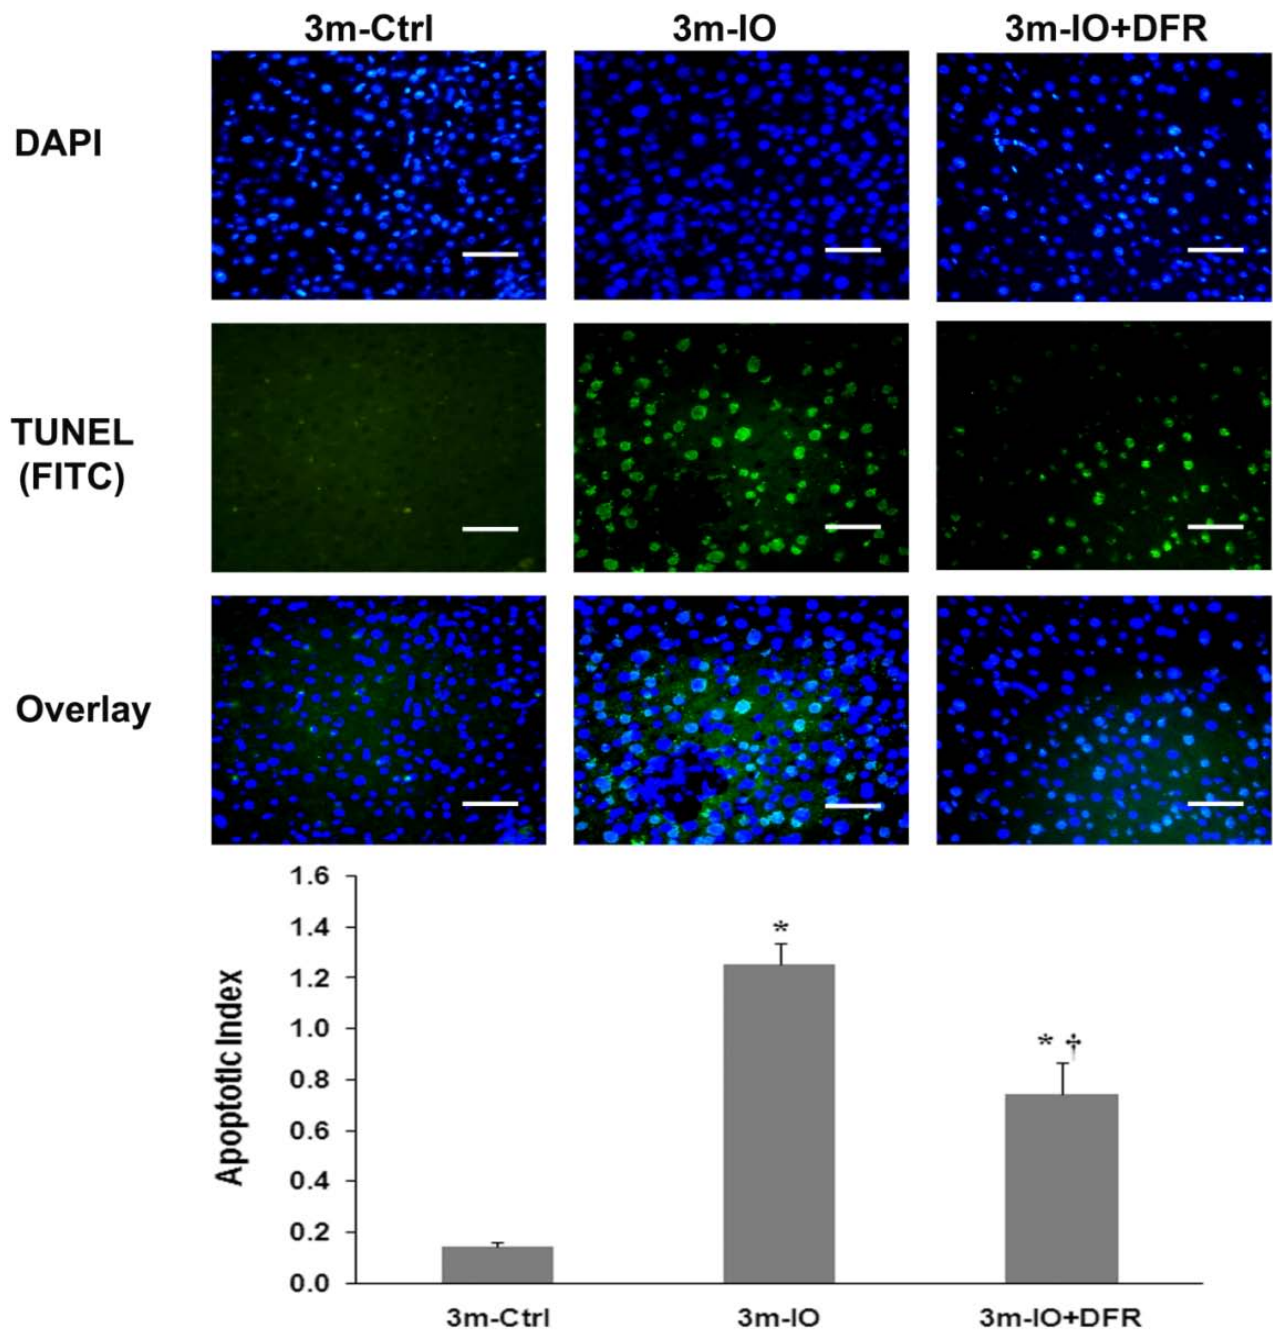 3m-Ctrl 3m-IO 3m-IO+DFR
DAPI
TUNEL
(FITC)
Overlay
Apoptotic Index
1.6
1.4
1.2
1.0
0.8
0.6
0.4
0.2
0.0
*
* †
3m-Ctrl 3m-IO 3m-IO+DFR